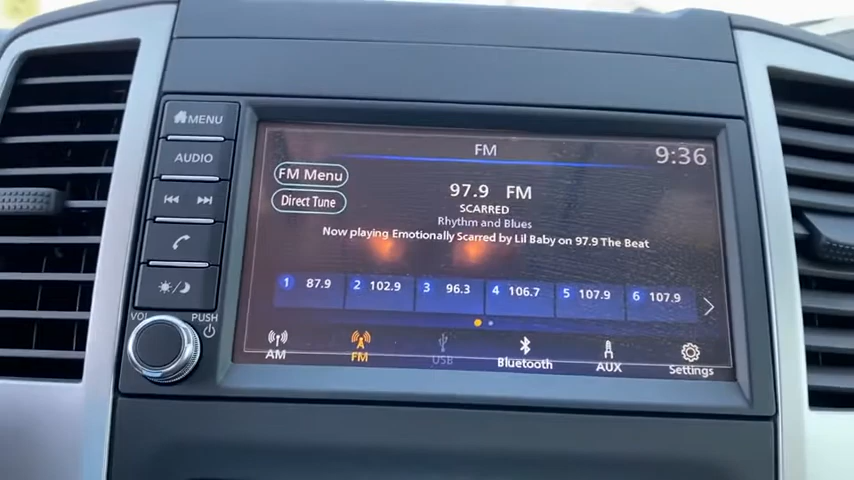 MENU
AUDIO
VOL PUSH
FM
9:36
FM Menu
Direct Tune
97.9 FM
SCARRED
Rhythm and Blues
Now playing Emotionally Scarred by Lil Baby on 97.9 The Beat
1 87.9 2 102.9 3 96.3 4 106.7 5 107.9 6 107.9
AM FM USB Bluetooth AUX Settings